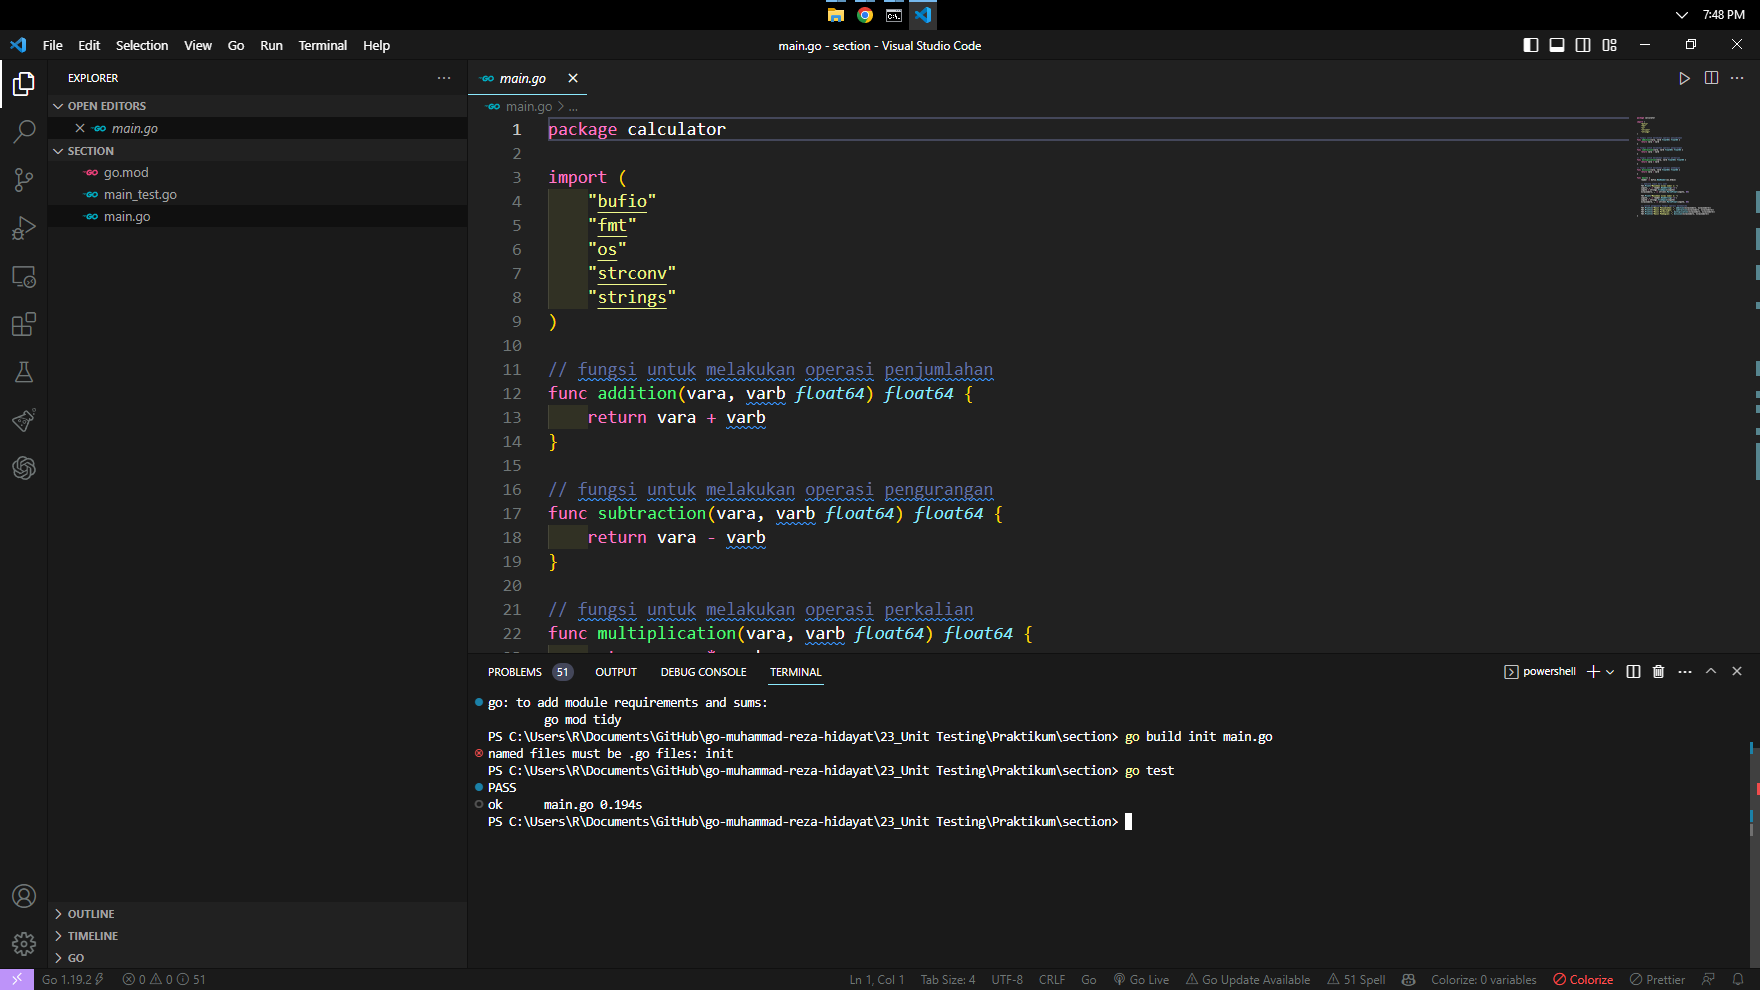 7:48 PM
File Edit Selection View Go Run Terminal Help
main.go - section - Visual Studio Code
EXPLORER
OPEN EDITORS
main.go
SECTION
go.mod
main_test.go
main.go
OUTLINE
TIMELINE
GO
main.go
main.go > ...
1 package calculator
2
3 import (
4 "bufio"
5 "fmt"
6 "os"
7 "strconv"
8 "strings"
9 )
10
11 // fungsi untuk melakukan operasi penjumlahan
12 func addition(vara, varb float64) float64 {
13 return vara + varb
14 }
15
16 // fungsi untuk melakukan operasi pengurangan
17 func subtraction(vara, varb float64) float64 {
18 return vara - varb
19 }
20
21 // fungsi untuk melakukan operasi perkalian
22 func multiplication(vara, varb float64) float64 {
PROBLEMS 51 OUTPUT DEBUG CONSOLE TERMINAL
powershell
go: to add module requirements and sums:
go mod tidy
PS C:\Users\R\Documents\GitHub\go-muhammad-reza-hidayat\23_Unit Testing\Praktikum\section> go build init main.go
named files must be .go files: init
PS C:\Users\R\Documents\GitHub\go-muhammad-reza-hidayat\23_Unit Testing\Praktikum\section> go test
PASS
ok main.go 0.194s
PS C:\Users\R\Documents\GitHub\go-muhammad-reza-hidayat\23_Unit Testing\Praktikum\section>
Go 1.19.2 0 0 51 Ln 1, Col 1 Tab Size: 4 UTF-8 CRLF Go Go Live Go Update Available 51 Spell Colorize: 0 variables Colorize Prettier